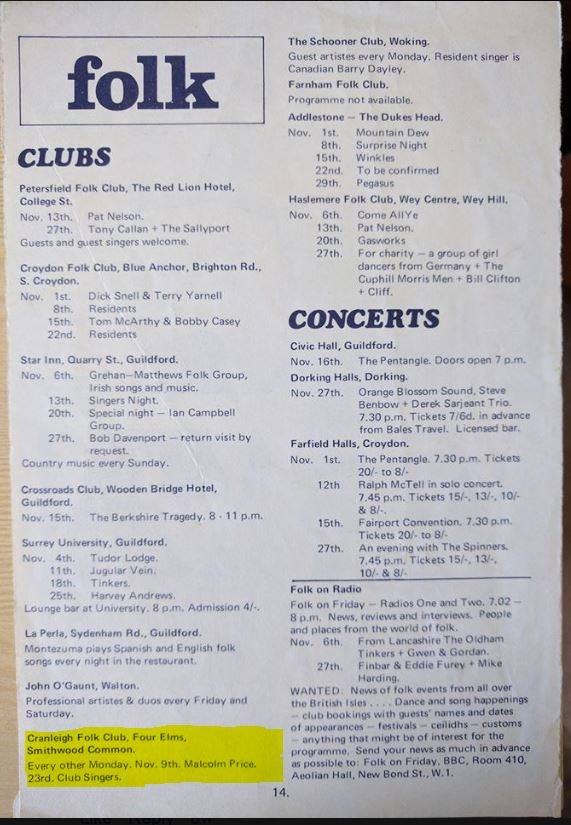 folk
CLUBS
Petersfield Folk Club, The Red Lion Hotel,
College St.
Nov. 13th. Pat Nelson.
27th. Tony Callan + The Sallyport
Guests and guest singers welcome.
Croydon Folk Club, Blue Anchor, Brighton Rd.,
S. Croydon.
Nov. 1st. Dick Snell & Terry Yarnell
8th. Residents
15th. Tom McArthy & Bobby Casey
22nd. Residents
Star Inn, Quarry St., Guildford.
Nov. 6th. Grehan-Matthews Folk Group,
Irish songs and music.
13th. Singers Night.
20th. Special night — Ian Campbell
Group.
27th. Bob Davenport — return visit by
request.
Country music every Sunday.
Crossroads Club, Wooden Bridge Hotel,
Guildford.
Nov. 15th. The Berkshire Tragedy. 8 - 11 p.m.
Surrey University, Guildford.
Nov. 4th. Tudor Lodge.
11th. Jugular Vein.
18th. Tinkers.
25th. Harvey Andrews.
Lounge bar at University. 8 p.m. Admission 4/-.
La Perla, Sydenham Rd., Guildford.
Montezuma plays Spanish and English folk
songs every night in the restaurant.
John O'Gaunt, Walton.
Professional artistes & duos every Friday and
Saturday.
Cranleigh Folk Club, Four Elms,
Smithwood Common.
Every other Monday. Nov. 9th. Malcolm Price.
23rd. Club Singers.
The Schooner Club, Woking.
Guest artistes every Monday. Resident singer is
Canadian Barry Dayley.
Farnham Folk Club.
Programme not available.
Addlestone — The Dukes Head.
Nov. 1st. Mountain Dew
8th. Surprise Night
15th. Winkles
22nd. To be confirmed
29th. Pegasus
Haslemere Folk Club, Wey Centre, Wey Hill.
Nov. 6th. Come All Ye
13th. Pat Nelson.
20th. Gasworks
27th. For charity — a group of girl
dancers from Germany + The
Cuphill Morris Men + Bill Clifton
+ Cliff.
CONCERTS
Civic Hall, Guildford.
Nov. 16th. The Pentangle. Doors open 7 p.m.
Dorking Halls, Dorking.
Nov. 27th. Orange Blossom Sound, Steve
Benbow + Derek Sarjeant Trio.
7.30 p.m. Tickets 7/6d. in advance
from Bales Travel. Licensed bar.
Farfield Halls, Croydon.
Nov. 1st. The Pentangle. 7.30 p.m. Tickets
20/- to 8/-
12th Ralph McTell in solo concert.
7.45 p.m. Tickets 15/-, 13/-, 10/-
& 8/-.
15th. Fairport Convention. 7.30 p.m.
Tickets 20/- to 8/-
27th. An evening with The Spinners.
7.45 p.m. Tickets 15/-, 13/-,
10/- & 8/-
Folk on Radio
Folk on Friday — Radios One and Two. 7.02 —
8 p.m. News, reviews and interviews. People
and places from the world of folk.
Nov. 6th. From Lancashire The Oldham
Tinkers + Gwen & Gordan.
27th. Finbar & Eddie Furey + Mike
Harding.
WANTED: News of folk events from all over
the British Isles . . . . Dance and song happenings
— club bookings with guests' names and dates
of appearances — festivals — ceilidhs — customs
— anything that might be of interest for the
programme. Send your news as much in advance
as possible to: Folk on Friday, BBC, Room 410,
Aeolian Hall, New Bond St., W.1.
14.